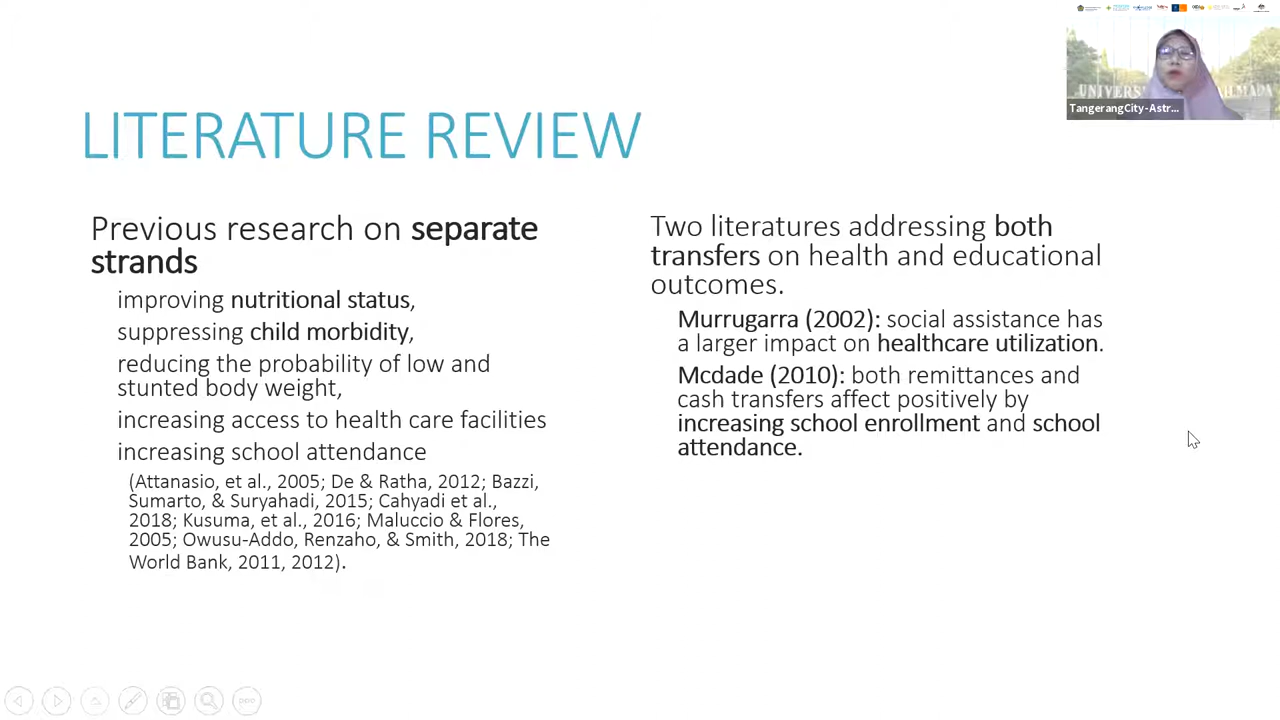 LITERATURE REVIEW
Previous research on separate
strands
improving nutritional status,
suppressing child morbidity,
reducing the probability of low and
stunted body weight,
increasing access to health care facilities
increasing school attendance
(Attanasio, et al., 2005; De & Ratha, 2012; Bazzi,
Sumarto, & Suryahadi, 2015; Cahyadi et al.,
2018; Kusuma, et al., 2016; Maluccio & Flores,
2005; Owusu-Addo, Renzaho, & Smith, 2018; The
World Bank, 2011, 2012).
Two literatures addressing both
transfers on health and educational
outcomes.
Murrugarra (2002): social assistance has
a larger impact on healthcare utilization.
Mcdade (2010): both remittances and
cash transfers affect positively by
increasing school enrollment and school
attendance.
TangerangCity-Astr...